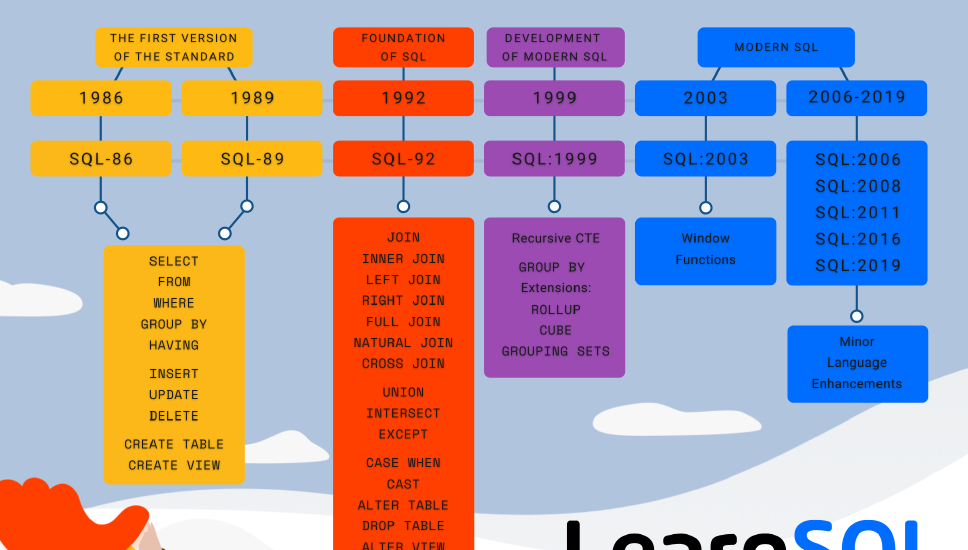 THE FIRST VERSION
OF THE STANDARD
FOUNDATION
OF SQL
DEVELOPMENT
OF MODERN SQL
MODERN SQL
1986
1989
1992
1999
2003
2006-2019
SQL-86
SQL-89
SQL-92
SQL:1999
SQL:2003
SQL:2006
SQL:2008
SQL:2011
SQL:2016
SQL:2019
SELECT
FROM
WHERE
GROUP BY
HAVING
INSERT
UPDATE
DELETE
CREATE TABLE
CREATE VIEW
JOIN
INNER JOIN
LEFT JOIN
RIGHT JOIN
FULL JOIN
NATURAL JOIN
CROSS JOIN
UNION
INTERSECT
EXCEPT
CASE WHEN
CAST
ALTER TABLE
DROP TABLE
ALTER VIEW
Recursive CTE
GROUP BY
Extensions:
ROLLUP
CUBE
GROUPING SETS
Window
Functions
Minor
Language
Enhancements
LearnSQL